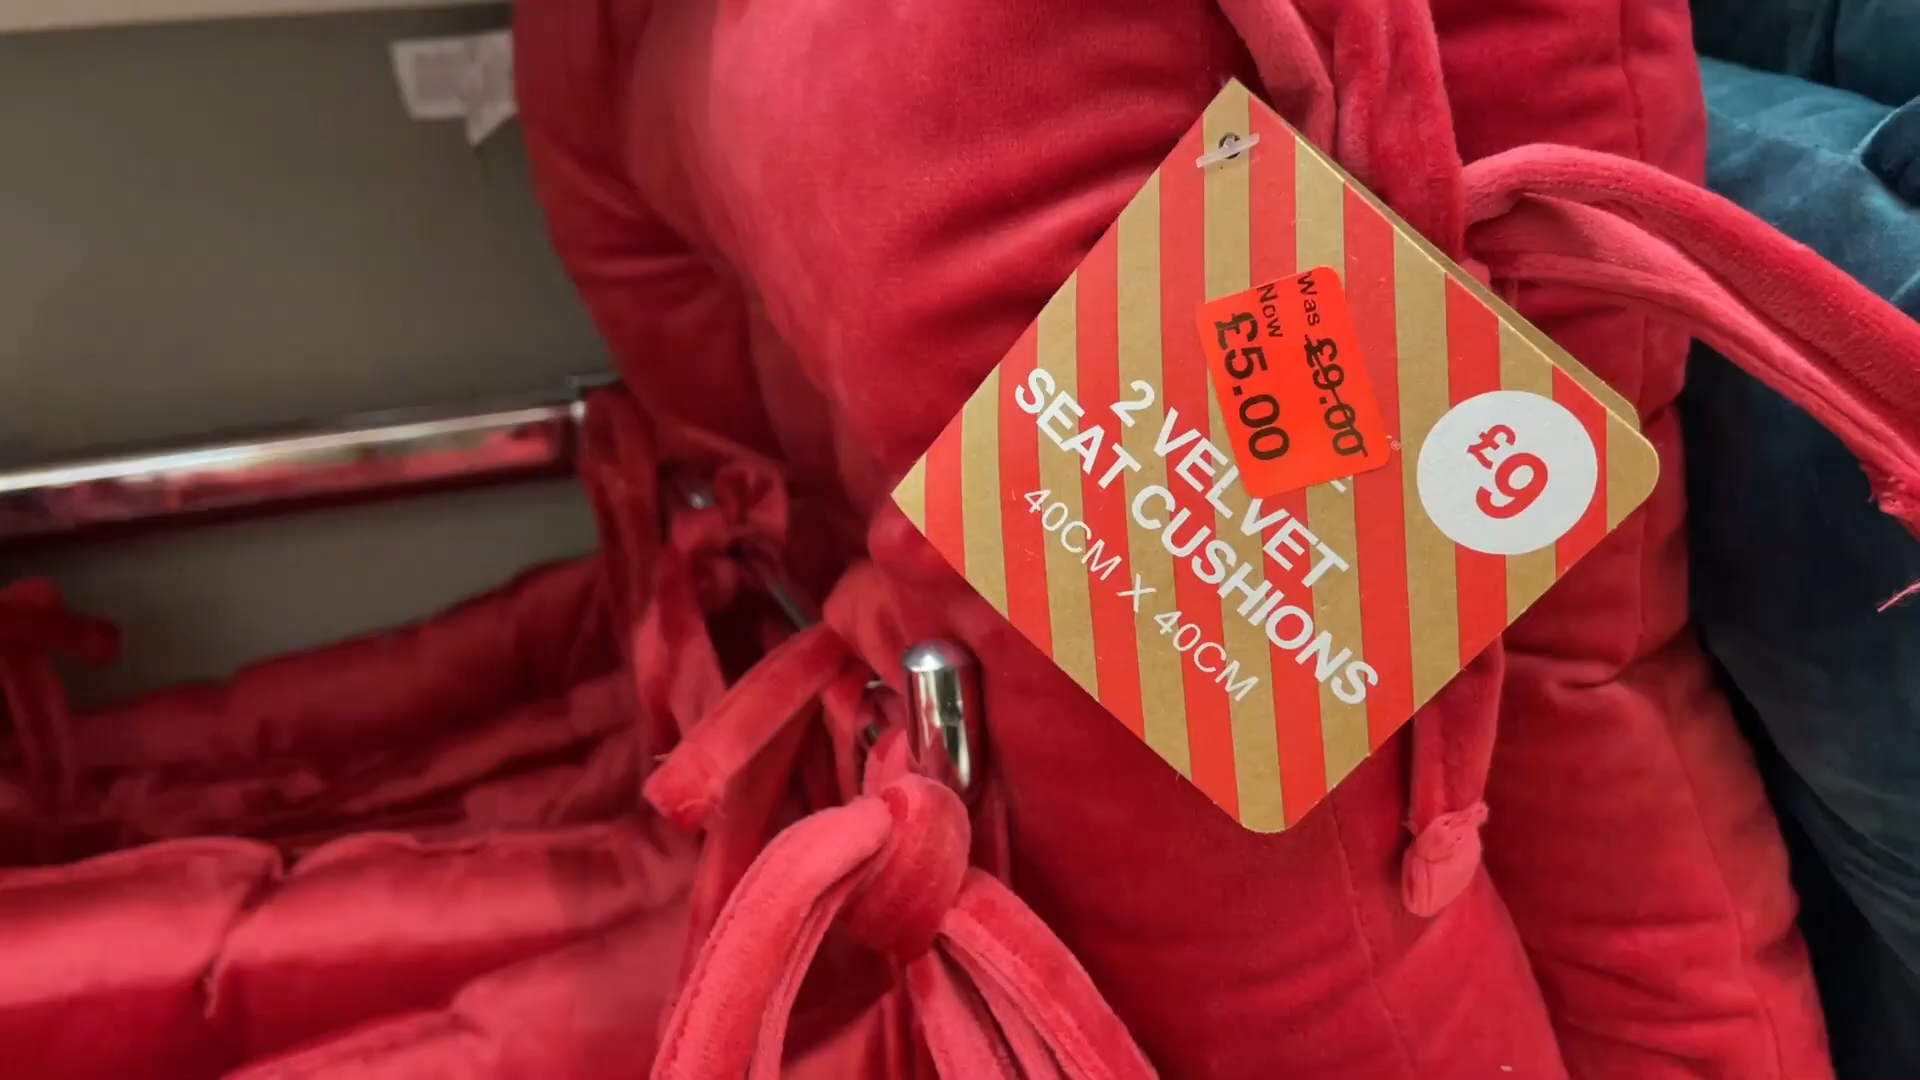 Was £9.00
Now
£5.00
2 VELVET
SEAT CUSHIONS
40CM X 40CM
£9